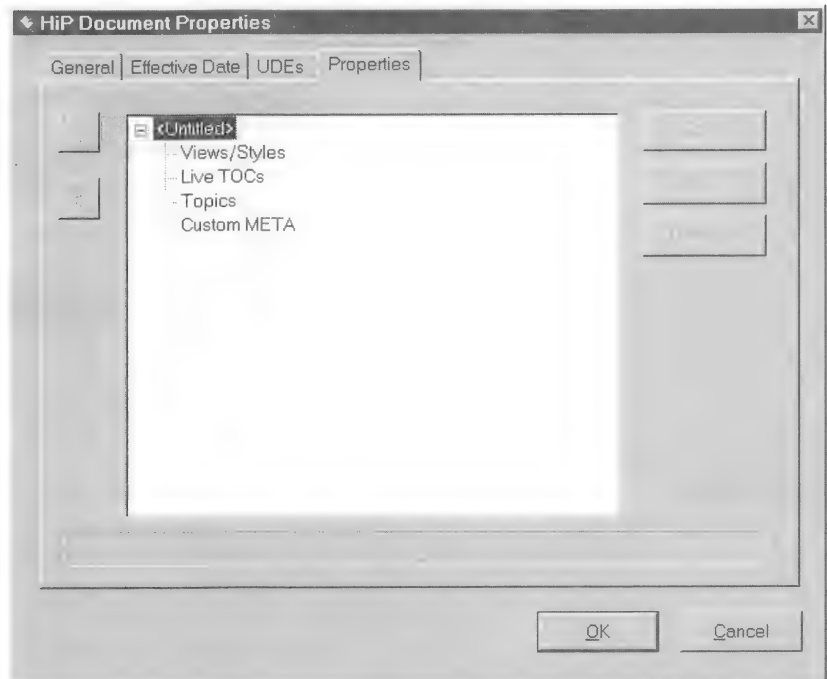 HiP Document Properties
General Effective Date UDEs Properties
<Untitled>
Views/Styles
Live TOCs
Topics
Custom META
OK Cancel